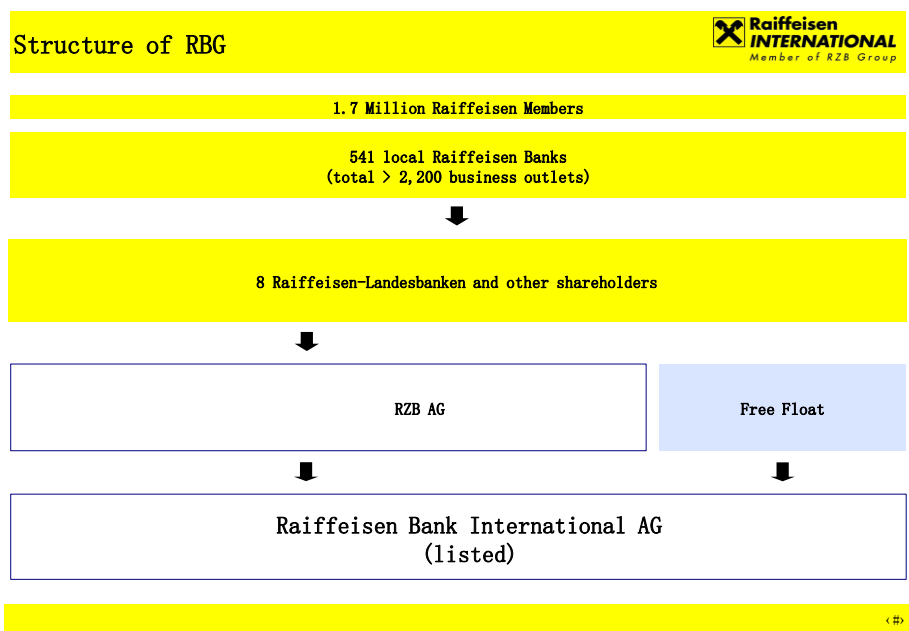 Structure of RBG
Raiffeisen
INTERNATIONAL
Member of RZB Group
1.7 Million Raiffeisen Members
541 local Raiffeisen Banks
(total > 2,200 business outlets)
8 Raiffeisen-Landesbanken and other shareholders
RZB AG
Free Float
Raiffeisen Bank International AG
(listed)
‹#›